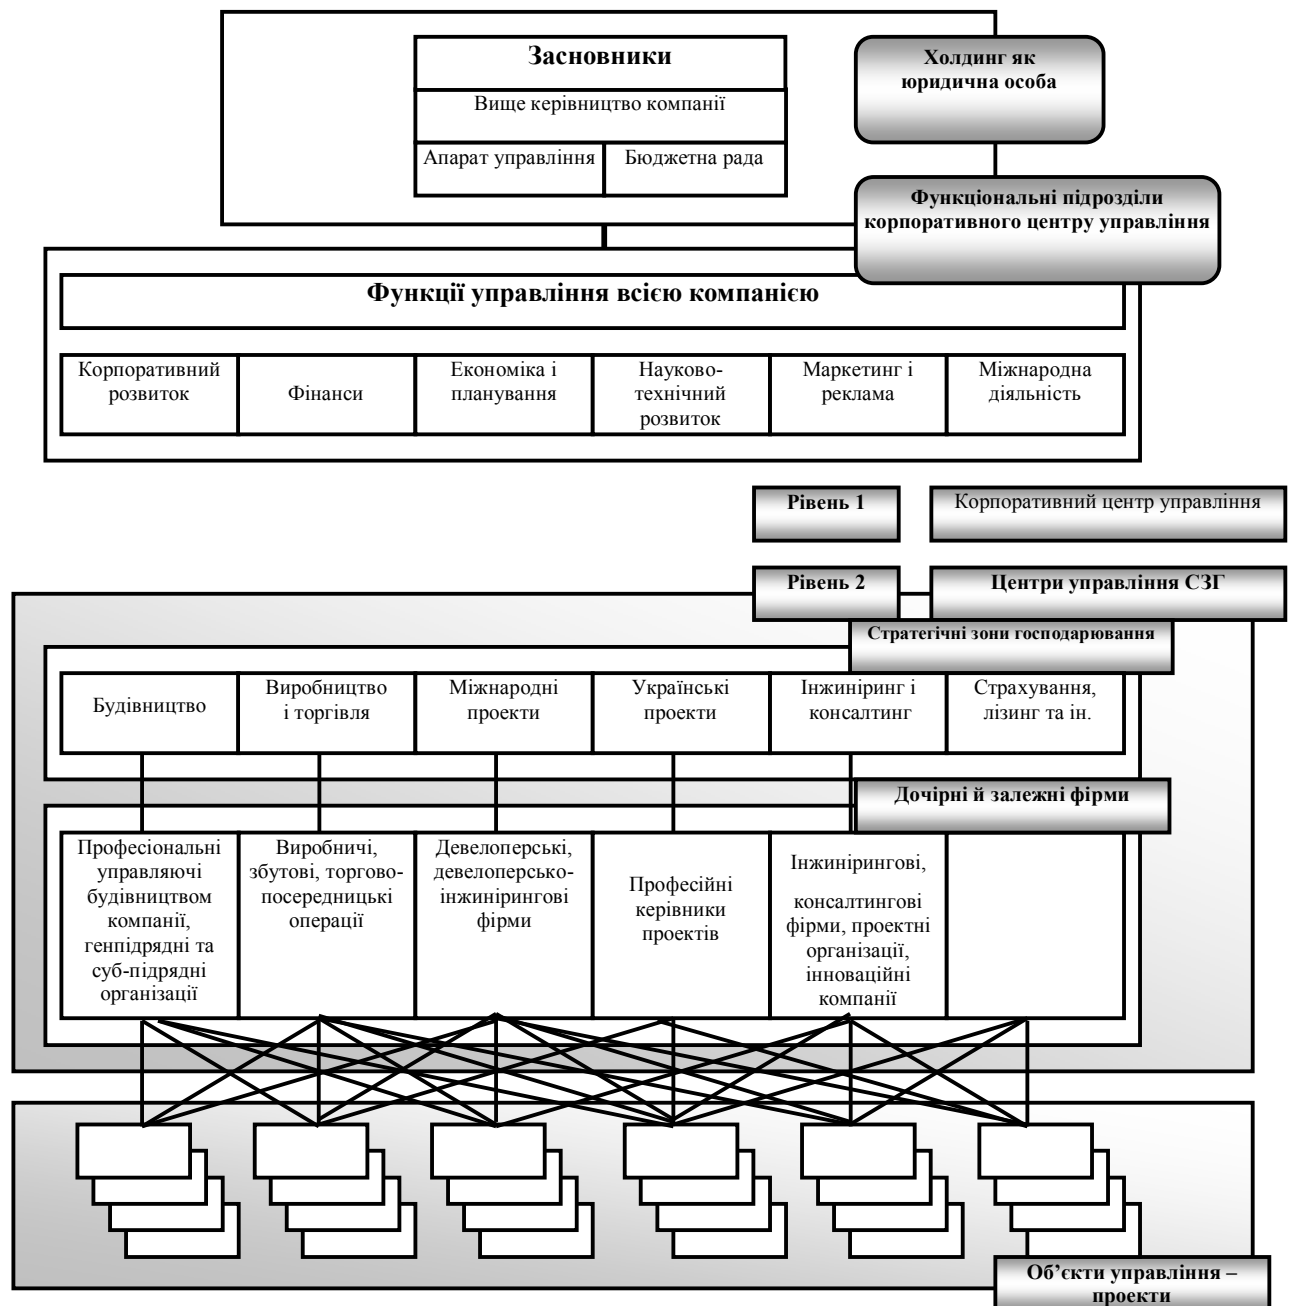 Засновники
Холдинг як
юридична особа
Вище керівництво компанії
Апарат управління
Бюджетна рада
Функціональні підрозділи
корпоративного центру управління
Функції управління всією компанією
Корпоративний
розвиток
Фінанси
Економіка і
планування
Науково-
технічний
розвиток
Маркетинг і
реклама
Міжнародна
діяльність
Рівень 1
Корпоративний центр управління
Рівень 2
Центри управління СЗГ
Стратегічні зони господарювання
Будівництво
Виробництво
і торгівля
Міжнародні
проекти
Українські
проекти
Інжиніринг і
консалтинг
Страхування,
лізинг та ін.
Дочірні й залежні фірми
Професіональні
управляючі
будівництвом
компанії,
генпідрядні та
суб-підрядні
організації
Виробничі,
збутові, торгово-
посередницькі
операції
Девелоперські,
девелоперсько-
інжинірингові
фірми
Професійні
керівники
проектів
Інжинірингові,
консалтингові
фірми, проектні
організації,
інноваційні
компанії
Об’єкти управління –
проекти